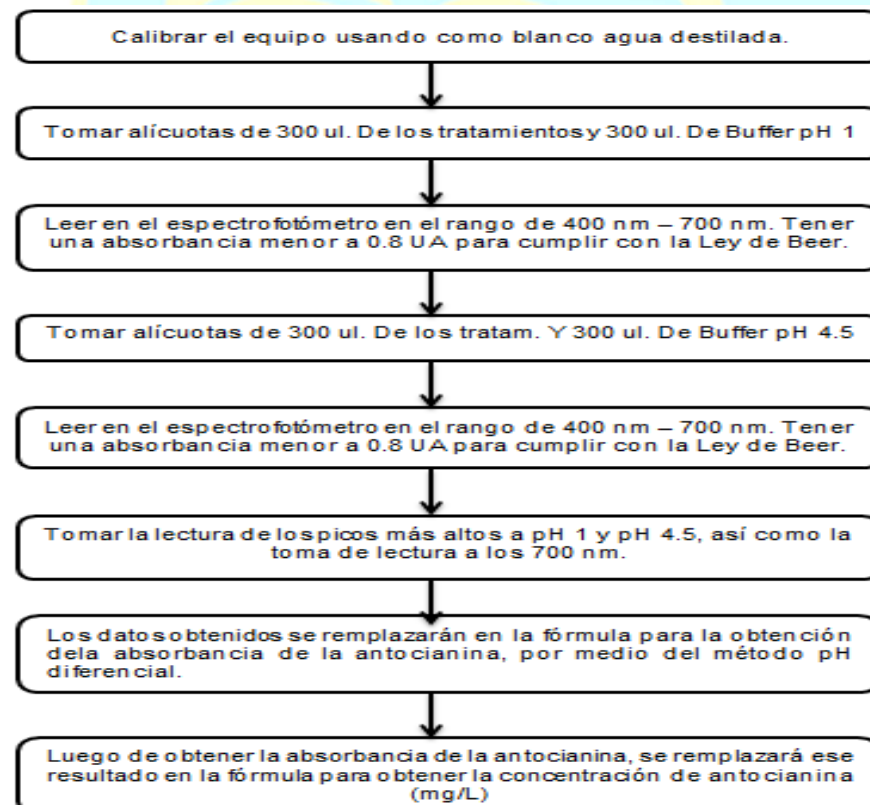 Calibrar el equipo usando como blanco agua destilada.
Tomar alícuotas de 300 ul. De los tratamientos y 300 ul. De Buffer pH 1
Leer en el espectrofotómetro en el rango de 400 nm – 700 nm. Tener
una absorbancia menor a 0.8 UA para cumplir con la Ley de Beer.
Tomar alícuotas de 300 ul. De los tratam. Y 300 ul. De Buffer pH 4.5
Leer en el espectrofotómetro en el rango de 400 nm – 700 nm. Tener
una absorbancia menor a 0.8 UA para cumplir con la Ley de Beer.
Tomar la lectura de los picos más altos a pH 1 y pH 4.5, así como la
toma de lectura a los 700 nm.
Los datos obtenidos se remplazarán en la fórmula para la obtención
dela absorbancia de la antocianina, por medio del método pH
diferencial.
Luego de obtener la absorbancia de la antocianina, se remplazará ese
resultado en la fórmula para obtener la concentración de antocianina
(mg/L)